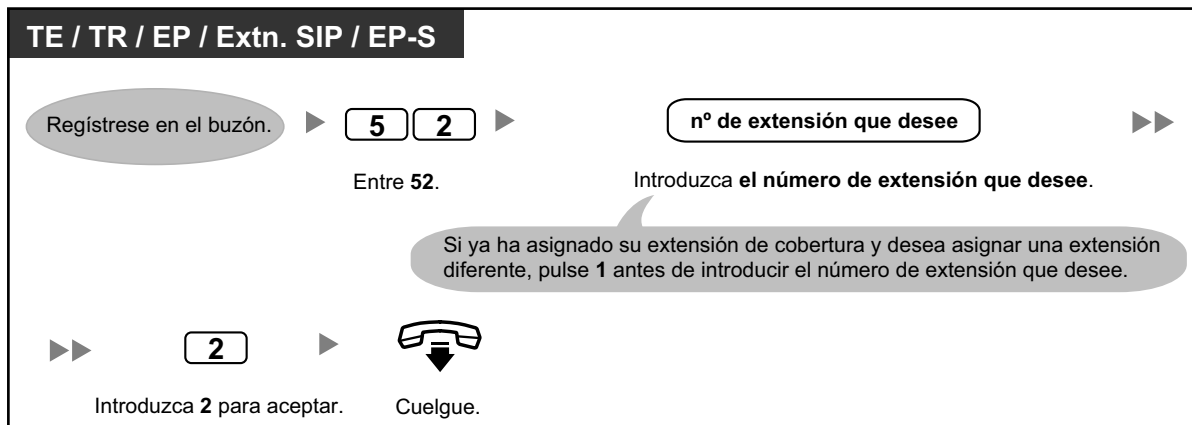 TE / TR / EP / Extn. SIP / EP-S
Regístrese en el buzón.
5 2
nº de extensión que desee
Entre 52.
Introduzca el número de extensión que desee.
Si ya ha asignado su extensión de cobertura y desea asignar una extensión
diferente, pulse 1 antes de introducir el número de extensión que desee.
2
Introduzca 2 para aceptar.
Cuelgue.